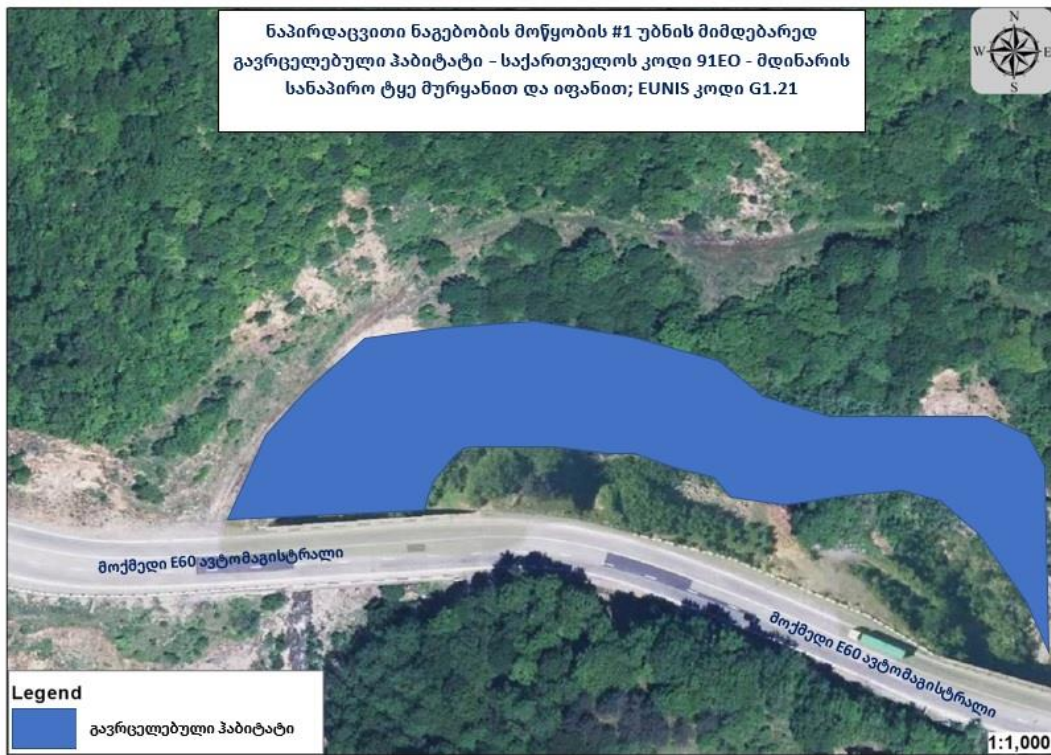 ნაპირდაცვითი ნაგებობის მოწყობის #1 უბნის მიმდებარედ
გავრცელებული ჰაბიტატი – საქართველოს კოდი 91EO - მდინარის
სანაპირო ტყე მურყანით და იფანით; EUNIS კოდი G1.21
N
W
E
S
მოქმედი E60 ავტომაგისტრალი
მოქმედი E60 ავტომაგისტრალი
Legend
გავრცელებული ჰაბიტატი
1:1,000